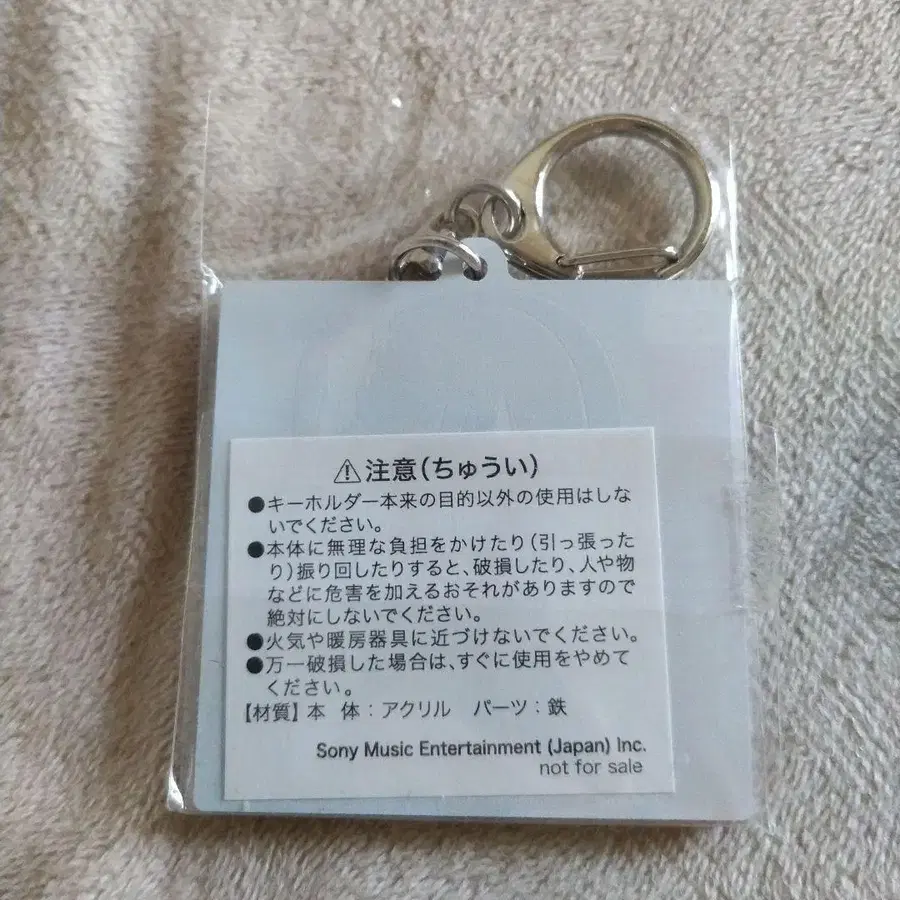 ⚠注意(ちゅうい)
●キーホルダー本来の目的以外の使用はしな
いでください。
●本体に無理な負担をかけたり(引っ張った
り)振り回したりすると、破損したり、人や物
などに危害を加えるおそれがありますので
絶対にしないでください。
●火気や暖房器具に近づけないでください。
●万一破損した場合は、すぐに使用をやめて
ください。
【材質】本 体:アクリル パーツ:鉄
Sony Music Entertainment (Japan) Inc.
not for sale